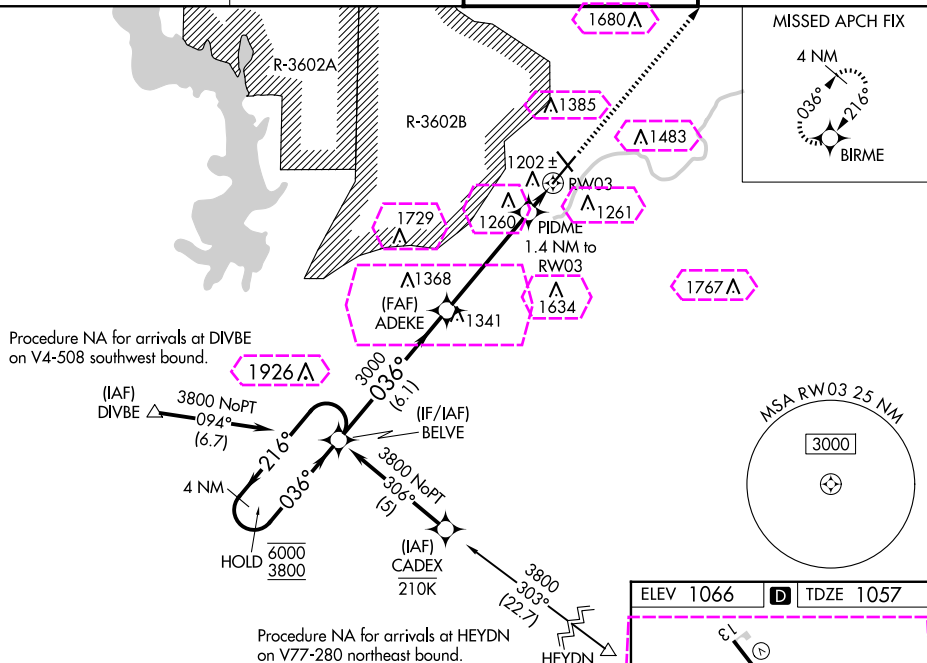 1680
MISSED APCH FIX
4 NM
036°
216°
BIRME
R-3602A
R-3602B
1385
1483
1202 ±
RW03
1260
1261
PIDME
1.4 NM to
RW03
1729
1368
(FAF)
ADEKE
1341
1634
1767
Procedure NA for arrivals at DIVBE
on V4-508 southwest bound.
1926
3000
036°
(6.1)
(IAF)
DIVBE
3800 NoPT
094°
(6.7)
(IF/IAF)
BELVE
216°
036°
4 NM
HOLD
6000
3800
3800 NoPT
306°
(5)
(IAF)
CADEX
210K
3800
303°
(22.7)
HEYDN
Procedure NA for arrivals at HEYDN
on V77-280 northeast bound.
MSA RW03 25 NM
3000
ELEV 1066 D TDZE 1057
13
V